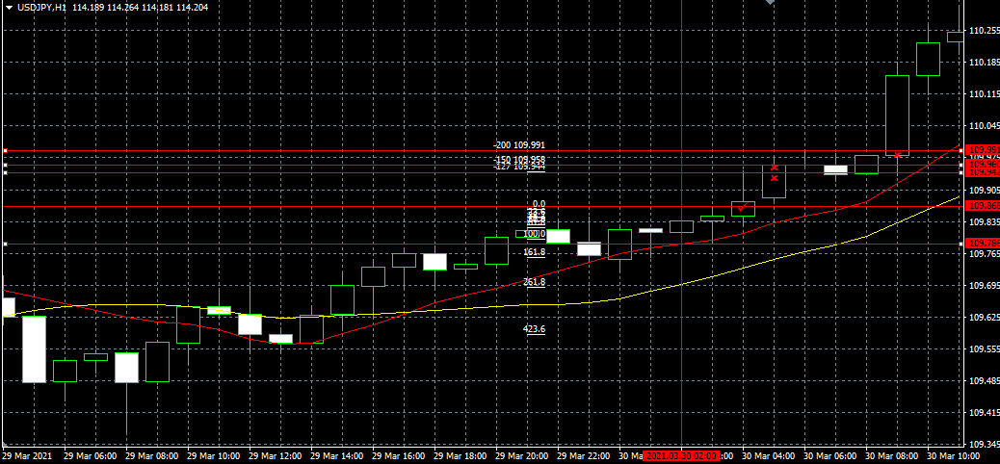 USDJPY,H1 114.189 114.264 114.181 114.204
110.255
110.185
110.115
110.045
-200 109.991
109.991
109.975
-150 109.958
109.960
-127 109.944
109.905
0.0
109.865
109.835
100.0
161.8
109.765
261.8
109.695
109.625
423.6
109.555
109.485
109.415
109.345
29 Mar 2021
29 Mar 06:00
29 Mar 08:00
29 Mar 10:00
29 Mar 12:00
29 Mar 14:00
29 Mar 16:00
29 Mar 18:00
29 Mar 20:00
29 Mar 22:00
30 Ma
2021.03.30 02:00
:00
30 Mar 04:00
30 Mar 06:00
30 Mar 08:00
30 Mar 10:00